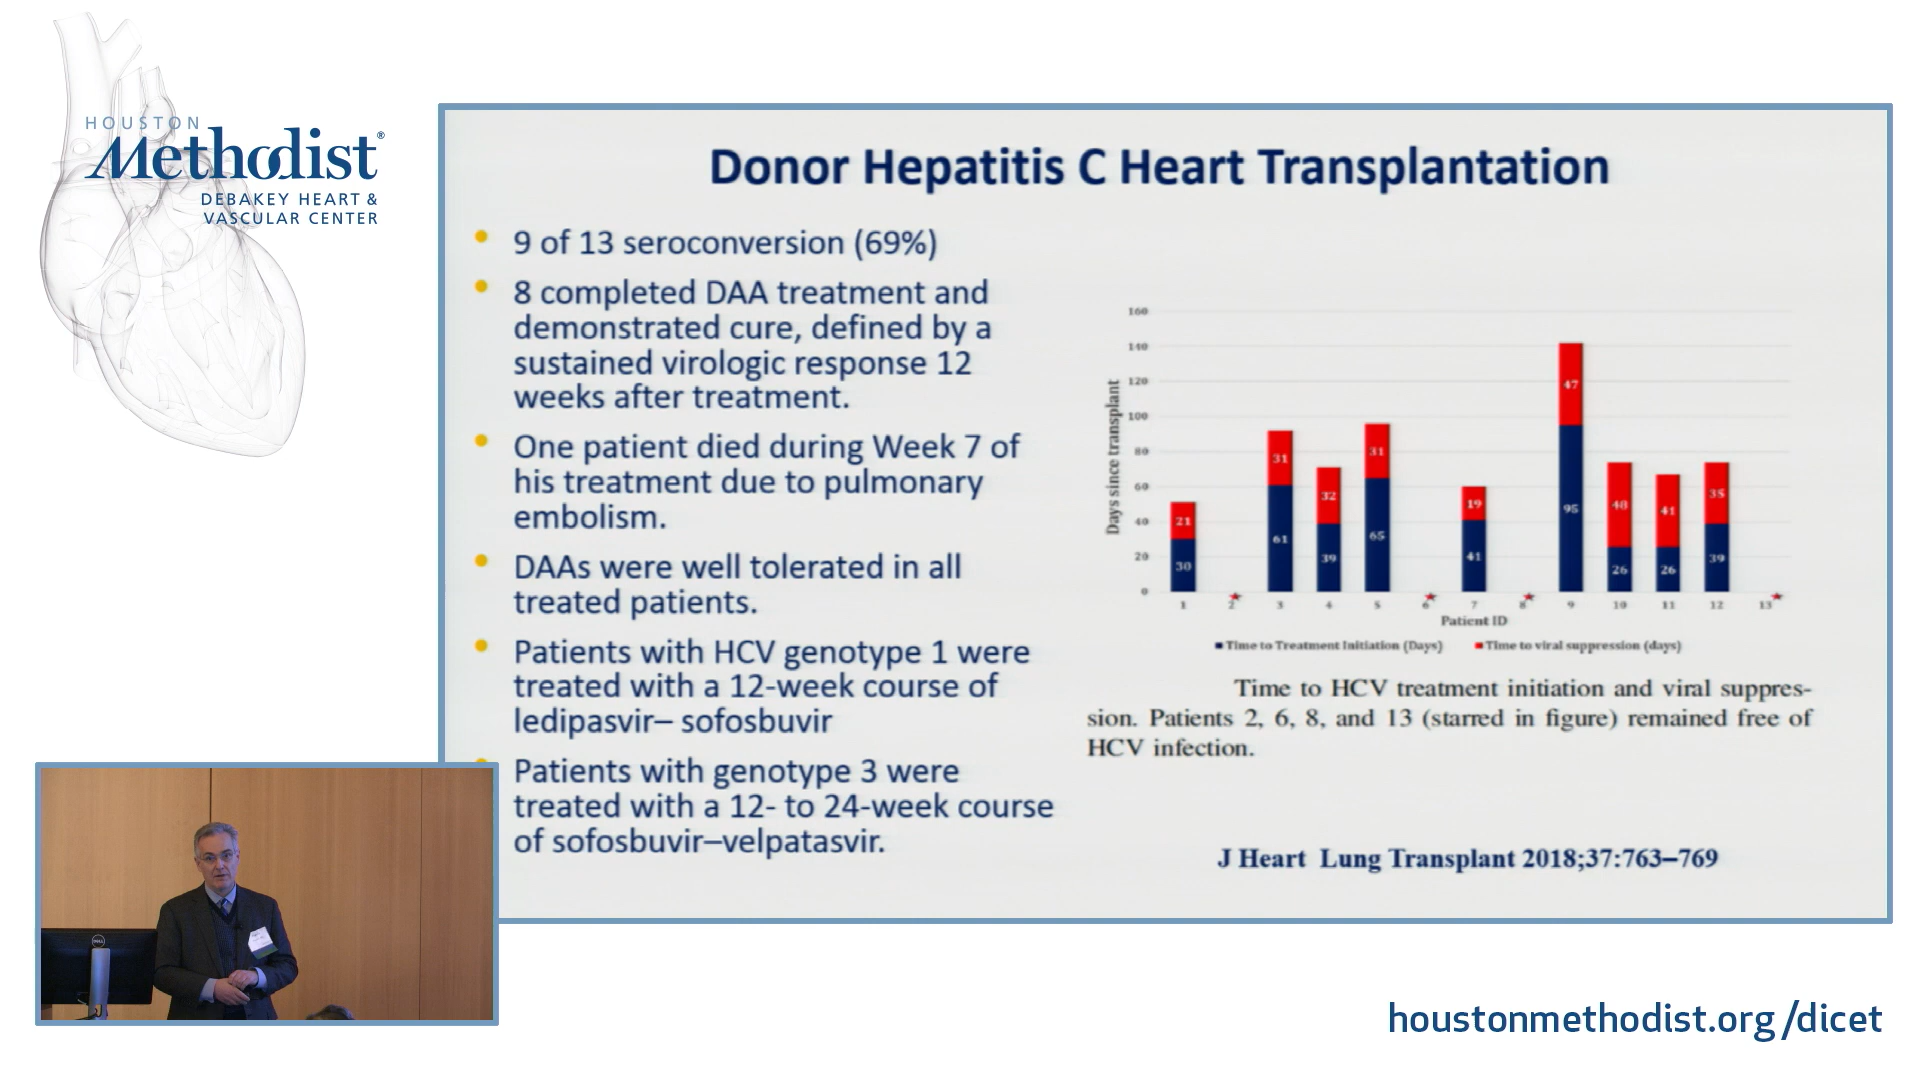 HOUSTON
Methodist®
DEBAKEY HEART &
VASCULAR CENTER
Donor Hepatitis C Heart Transplantation
• 9 of 13 seroconversion (69%)
• 8 completed DAA treatment and
demonstrated cure, defined by a
sustained virologic response 12
weeks after treatment.
• One patient died during Week 7 of
his treatment due to pulmonary
embolism.
• DAAs were well tolerated in all
treated patients.
• Patients with HCV genotype 1 were
treated with a 12-week course of
ledipasvir– sofosbuvir
• Patients with genotype 3 were
treated with a 12- to 24-week course
of sofosbuvir–velpatasvir.
Days since transplant
160
140
120
100
80
60
40
20
0
21
30
31
61
32
39
31
65
19
41
47
95
48
26
41
26
35
39
1 2 3 4 5 6 7 8 9 10 11 12 13
Patient ID
Time to Treatment Initiation (Days) Time to viral suppression (days)
Time to HCV treatment initiation and viral suppres-
sion. Patients 2, 6, 8, and 13 (starred in figure) remained free of
HCV infection.
J Heart Lung Transplant 2018;37:763–769
DELL
houstonmethodist.org/dicet